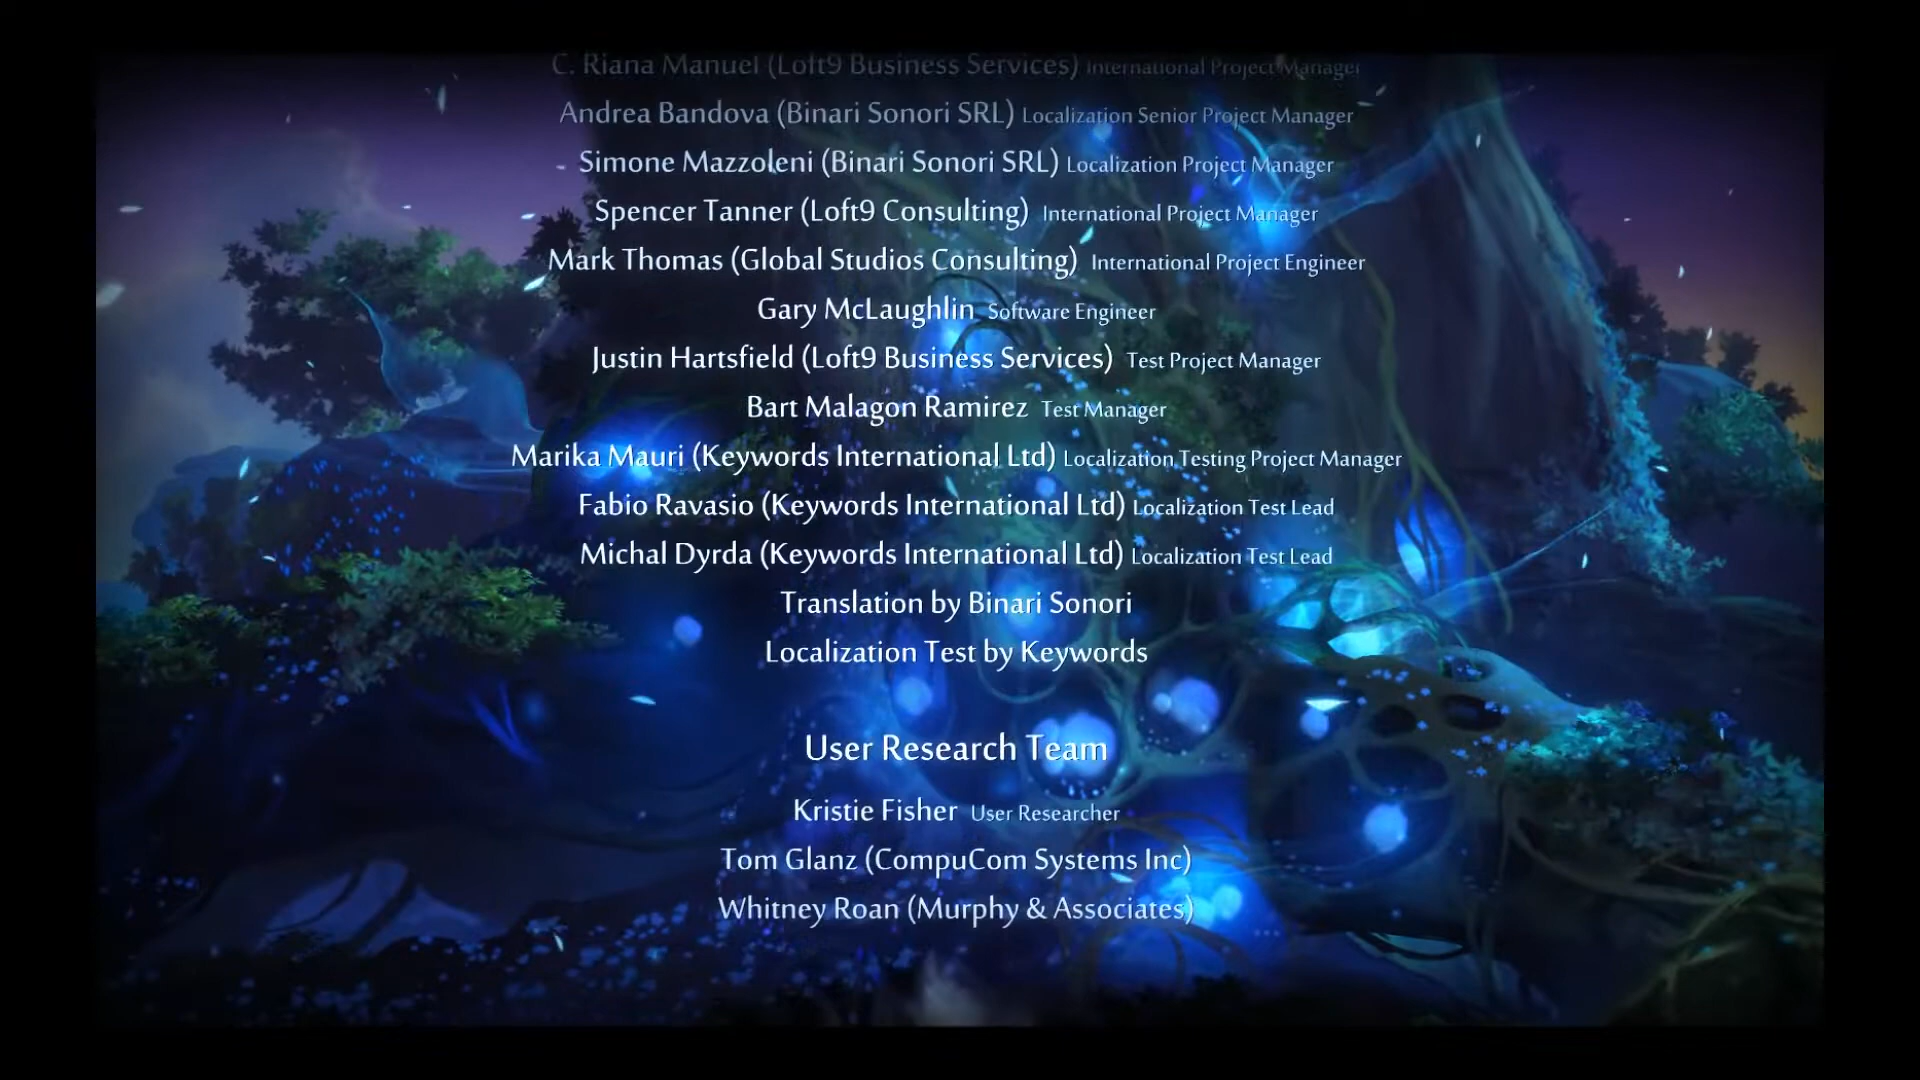 C. Riana Manuel (Loft9 Business Services) International Project Manager
Andrea Bandova (Binari Sonori SRL) Localization Senior Project Manager
Simone Mazzoleni (Binari Sonori SRL) Localization Project Manager
Spencer Tanner (Loft9 Consulting) International Project Manager
Mark Thomas (Global Studios Consulting) International Project Engineer
Gary McLaughlin Software Engineer
Justin Hartsfield (Loft9 Business Services) Test Project Manager
Bart Malagon Ramirez Test Manager
Marika Mauri (Keywords International Ltd) Localization Testing Project Manager
Fabio Ravasio (Keywords International Ltd) Localization Test Lead
Michal Dyrda (Keywords International Ltd) Localization Test Lead
Translation by Binari Sonori
Localization Test by Keywords
User Research Team
Kristie Fisher User Researcher
Tom Glanz (CompuCom Systems Inc)
Whitney Roan (Murphy & Associates)